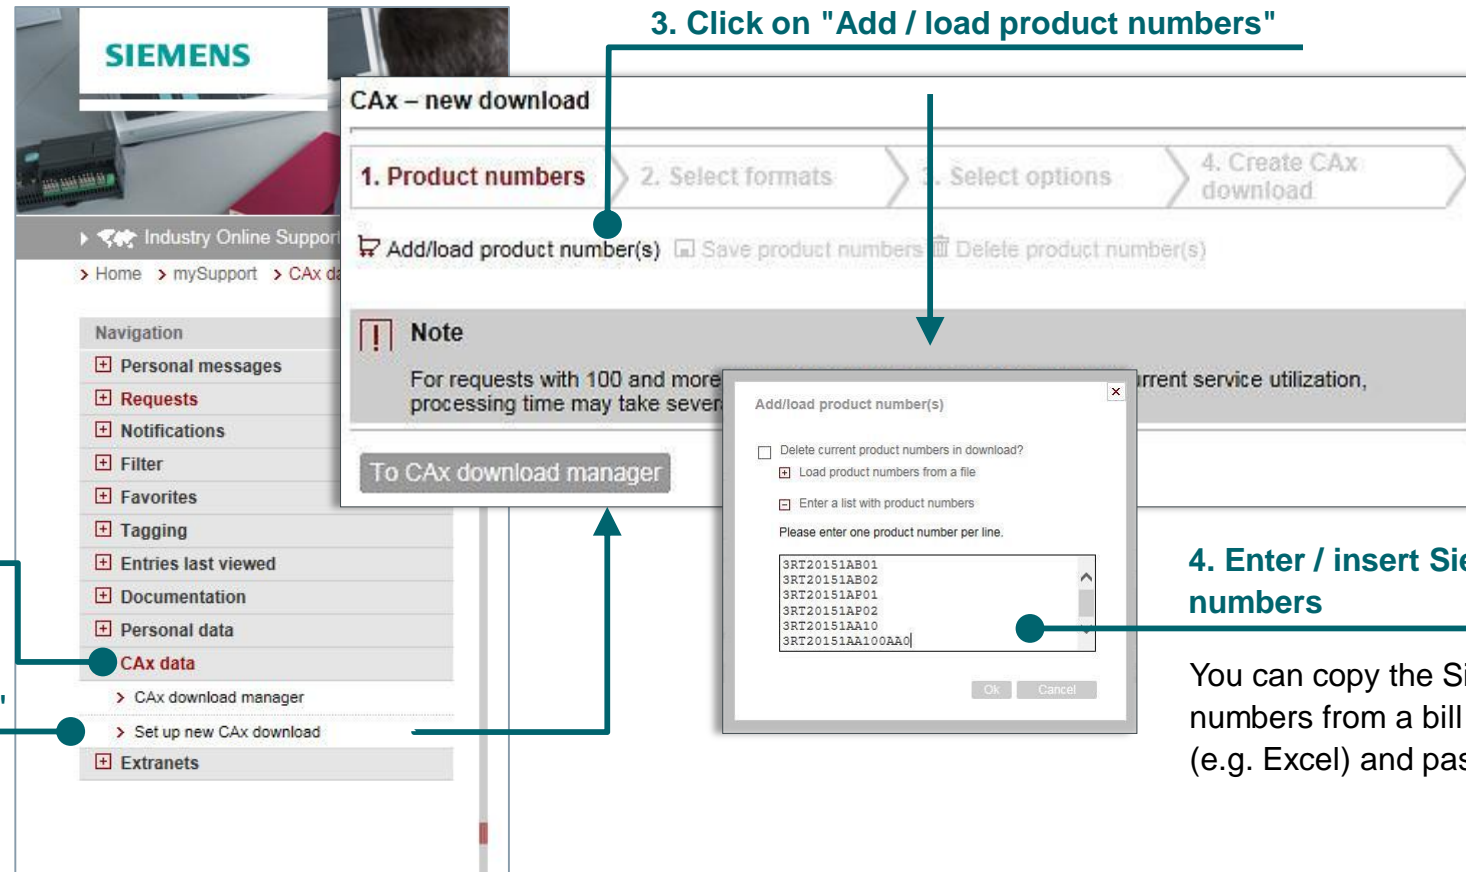 3. Click on "Add / load product numbers"
SIEMENS
CAx – new download
1. Product numbers
2. Select formats
3. Select options
4. Create CAx
download
Industry Online Support
> Home > mySupport > CAx da
Add/load product number(s)
Save product numbers
Delete product number(s)
Note
For requests with 100 and more
rrent service utilization,
processing time may take sever
To CAx download manager
Navigation
Personal messages
Requests
Notifications
Filter
Favorites
Tagging
Entries last viewed
Documentation
Personal data
CAx data
> CAx download manager
> Set up new CAx download
Extranets
"
Add/load product number(s)
Delete current product numbers in download?
Load product numbers from a file
Enter a list with product numbers
Please enter one product number per line.
3RT20151AB01
3RT20151AB02
3RT20151AP01
3RT20151AP02
3RT20151AA10
3RT20151AA100AA0
Ok
Cancel
4. Enter / insert Sie
numbers
You can copy the Si
numbers from a bill
(e.g. Excel) and pas